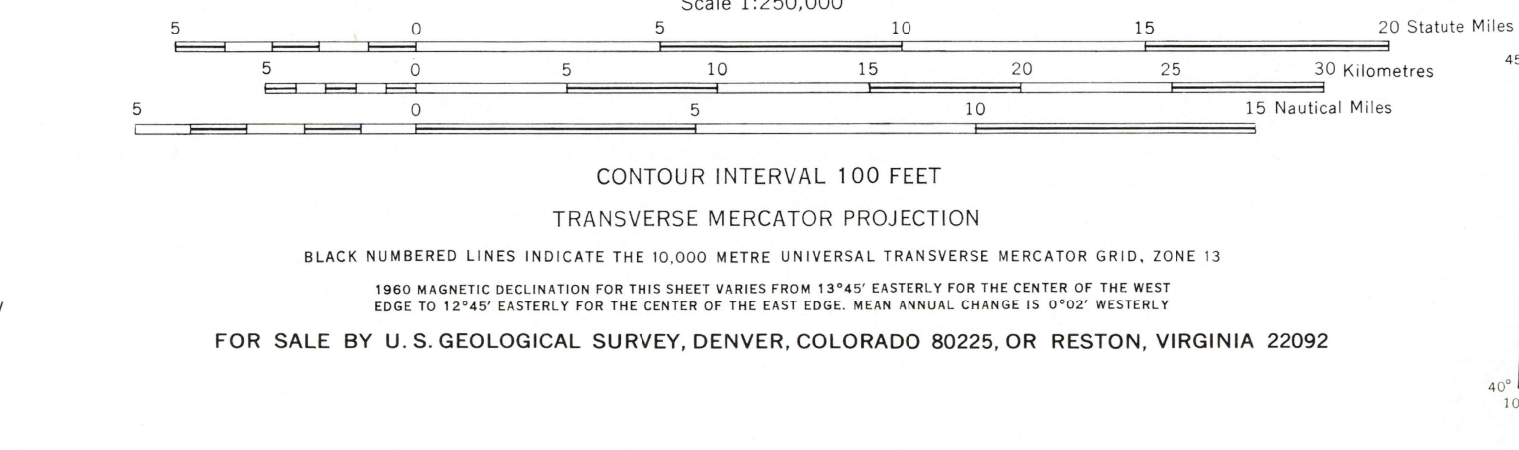 Scale 1:250,000
5 0 5 10 15 20 Statute Miles
5 0 5 10 15 20 25 30 Kilometres
45
5 0 5 10 15 Nautical Miles
CONTOUR INTERVAL 100 FEET
TRANSVERSE MERCATOR PROJECTION
BLACK NUMBERED LINES INDICATE THE 10,000 METRE UNIVERSAL TRANSVERSE MERCATOR GRID, ZONE 13
1960 MAGNETIC DECLINATION FOR THIS SHEET VARIES FROM 13°45′ EASTERLY FOR THE CENTER OF THE WEST
EDGE TO 12°45′ EASTERLY FOR THE CENTER OF THE EAST EDGE. MEAN ANNUAL CHANGE IS 0°02′ WESTERLY
FOR SALE BY U.S. GEOLOGICAL SURVEY, DENVER, COLORADO 80225, OR RESTON, VIRGINIA 22092
40°
10